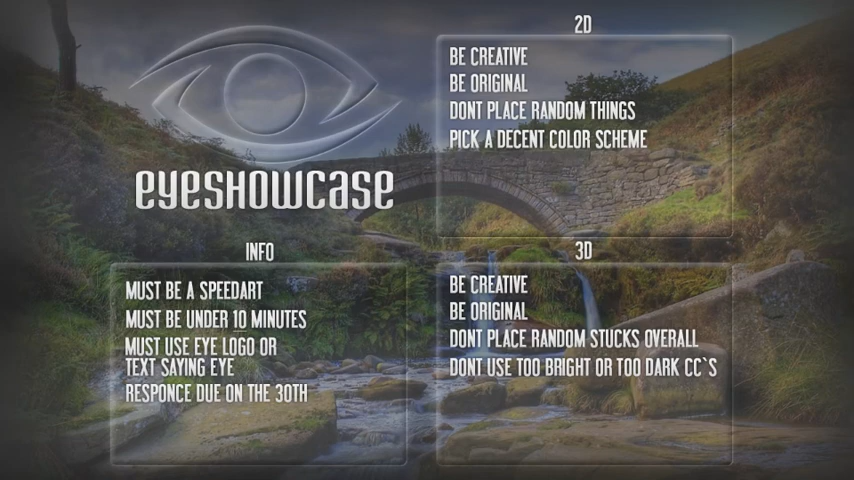 eyeshowcase
INFO
MUST BE A SPEEDART
MUST BE UNDER 10 MINUTES
MUST USE EYE LOGO OR
TEXT SAYING EYE
RESPONCE DUE ON THE 30TH
2D
BE CREATIVE
BE ORIGINAL
DONT PLACE RANDOM THINGS
PICK A DECENT COLOR SCHEME
3D
BE CREATIVE
BE ORIGINAL
DONT PLACE RANDOM STUCKS OVERALL
DONT USE TOO BRIGHT OR TOO DARK CC`S